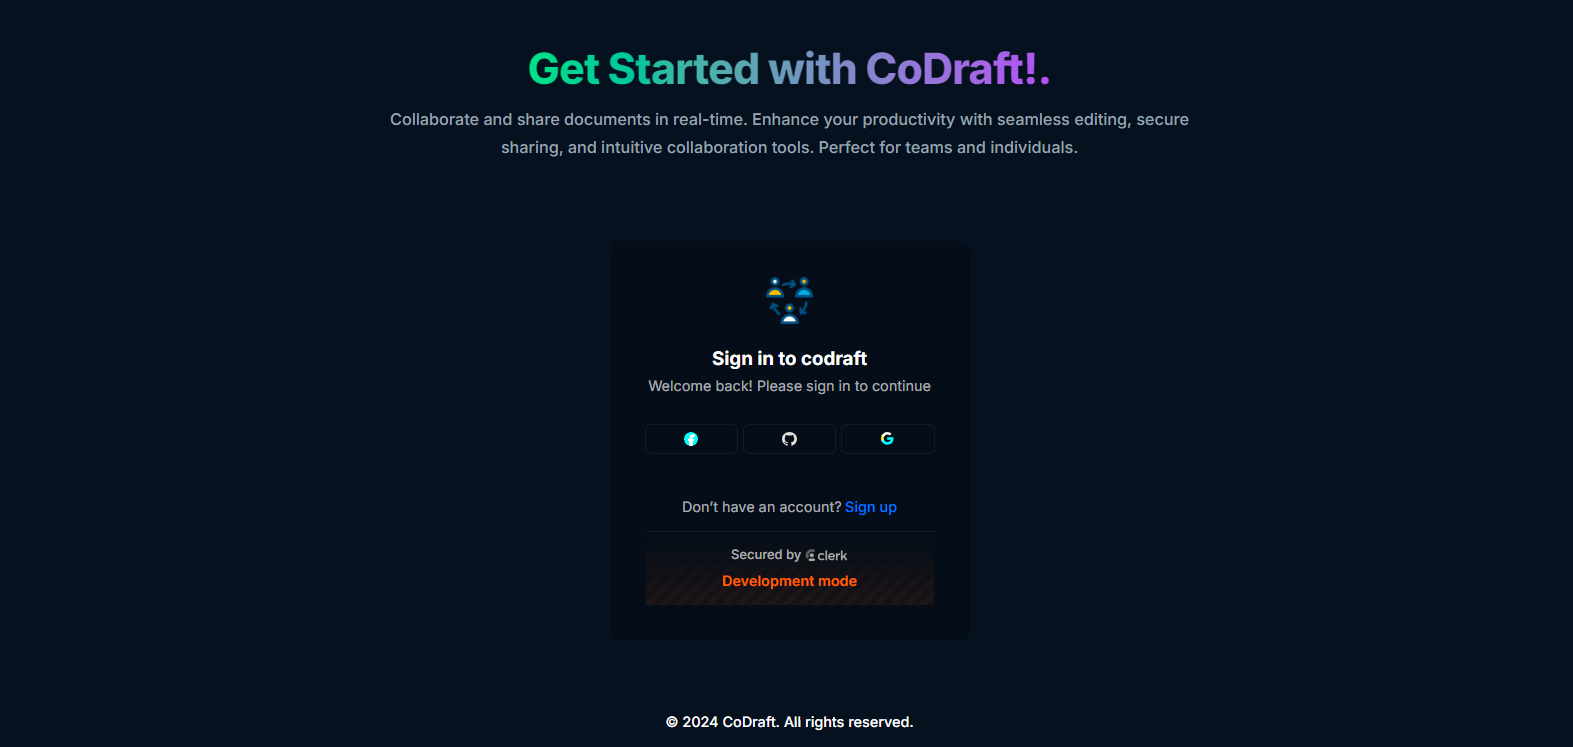 Get Started with CoDraft!.
Collaborate and share documents in real-time. Enhance your productivity with seamless editing, secure
sharing, and intuitive collaboration tools. Perfect for teams and individuals.
Sign in to codraft
Welcome back! Please sign in to continue
Don’t have an account? Sign up
Secured by clerk
Development mode
© 2024 CoDraft. All rights reserved.